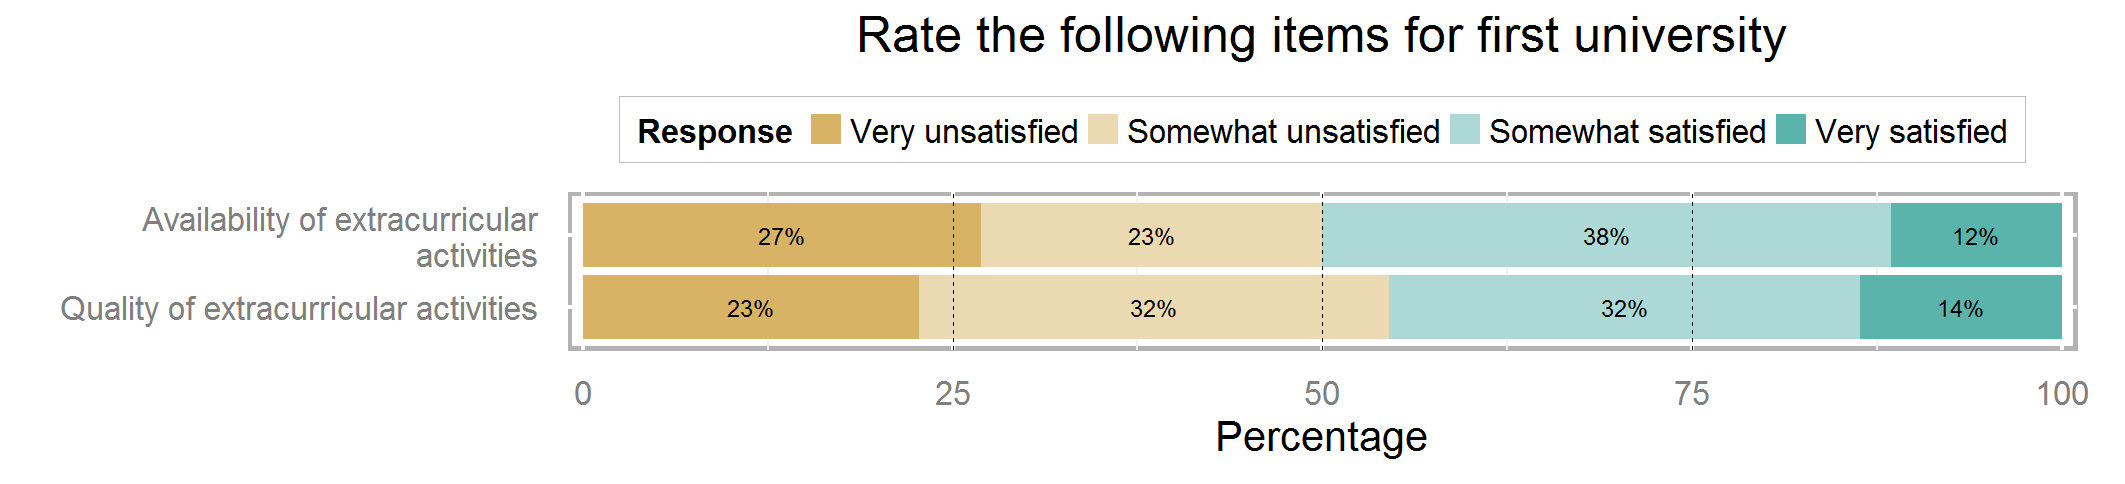 Rate the following items for first university
Response Very unsatisfied Somewhat unsatisfied Somewhat satisfied Very satisfied
Availability of extracurricular
activities
27% 23% 38% 12%
Quality of extracurricular activities
23% 32% 32% 14%
0 25 50 75 100
Percentage